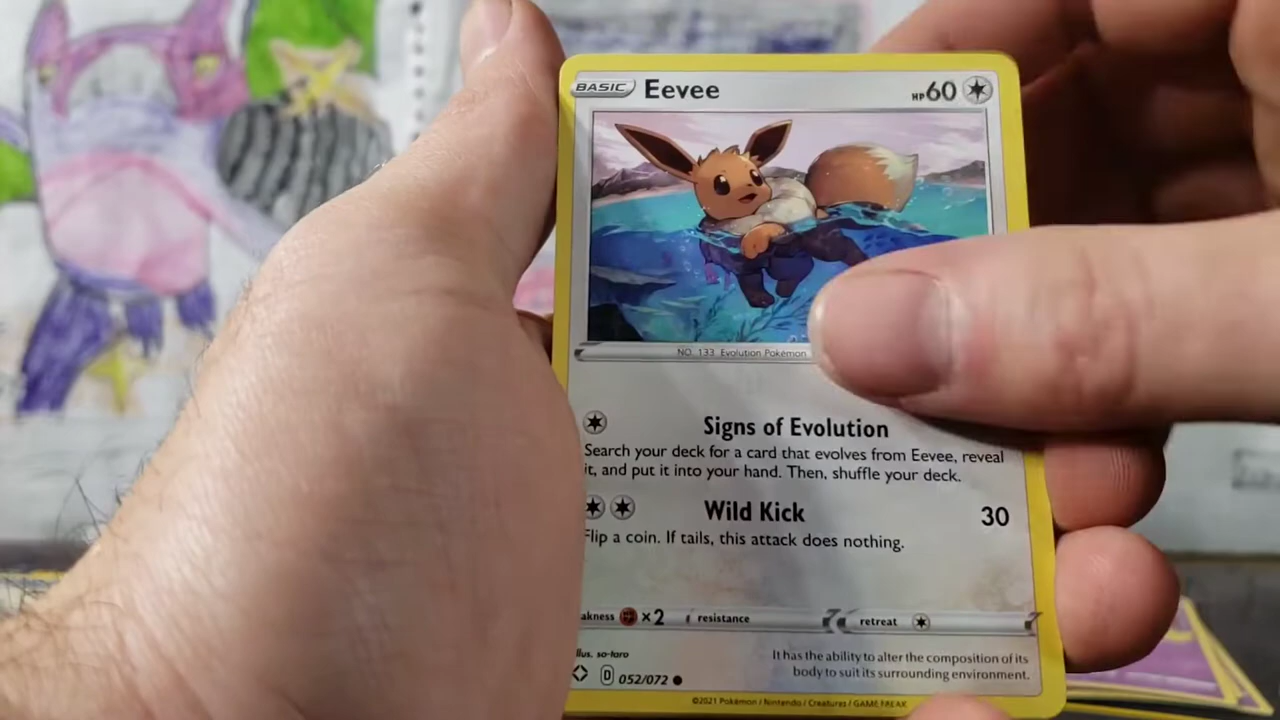 BASIC Eevee HP60
NO. 133 Evolution Pokémon
Signs of Evolution
Search your deck for a card that evolves from Eevee, reveal
it, and put it into your hand. Then, shuffle your deck.
Wild Kick 30
Flip a coin. If tails, this attack does nothing.
akness ×2 resistance retreat
Illus. so-taro
It has the ability to alter the composition of its
body to suit its surrounding environment.
D 052/072
©2021 Pokémon / Nintendo / Creatures / GAME FREAK